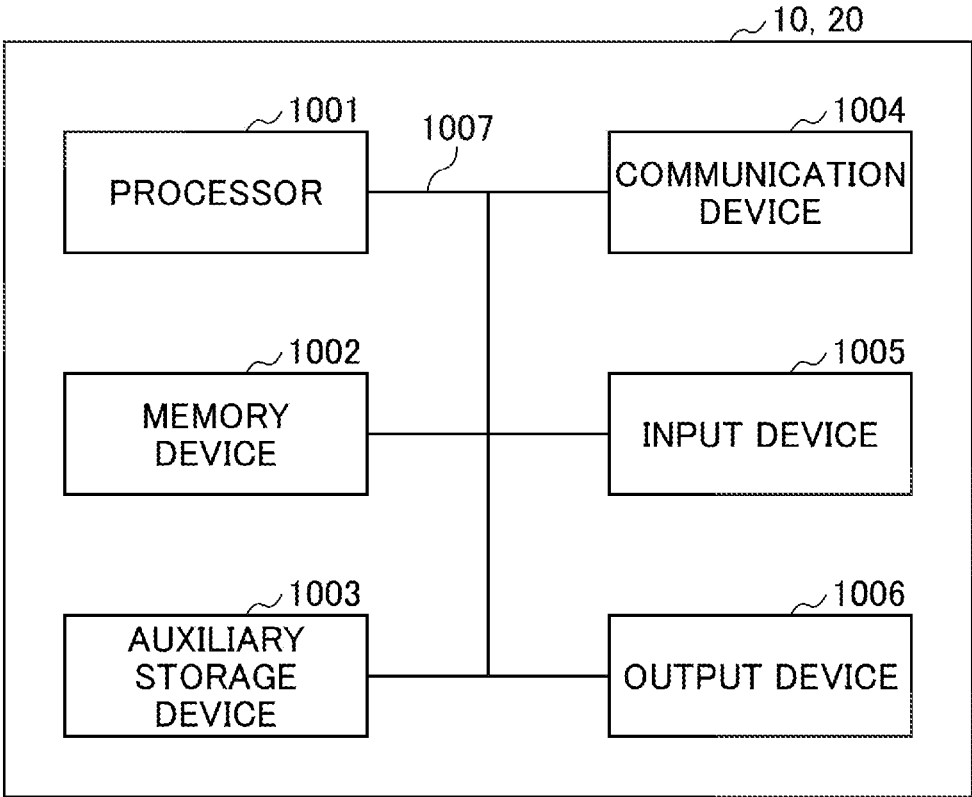 10, 20
1001
1007
1004
PROCESSOR
COMMUNICATION
DEVICE
1002
1005
MEMORY
DEVICE
INPUT DEVICE
1003
1006
AUXILIARY
STORAGE
DEVICE
OUTPUT DEVICE